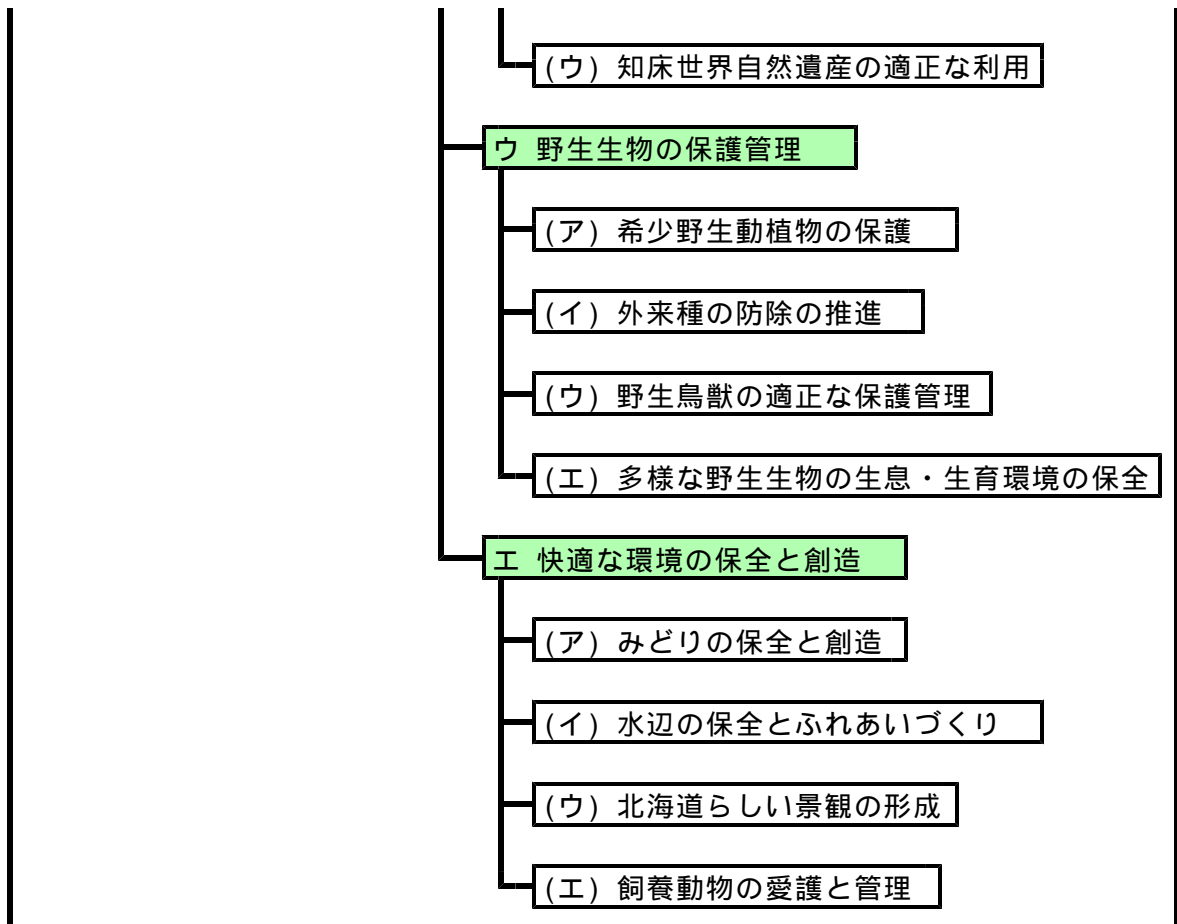 (ウ) 知床世界自然遺産の適正な利用
ウ 野生生物の保護管理
(ア) 希少野生動植物の保護
(イ) 外来種の防除の推進
(ウ) 野生鳥獣の適正な保護管理
(エ) 多様な野生生物の生息・生育環境の保全
エ 快適な環境の保全と創造
(ア) みどりの保全と創造
(イ) 水辺の保全とふれあいづくり
(ウ) 北海道らしい景観の形成
(エ) 飼養動物の愛護と管理